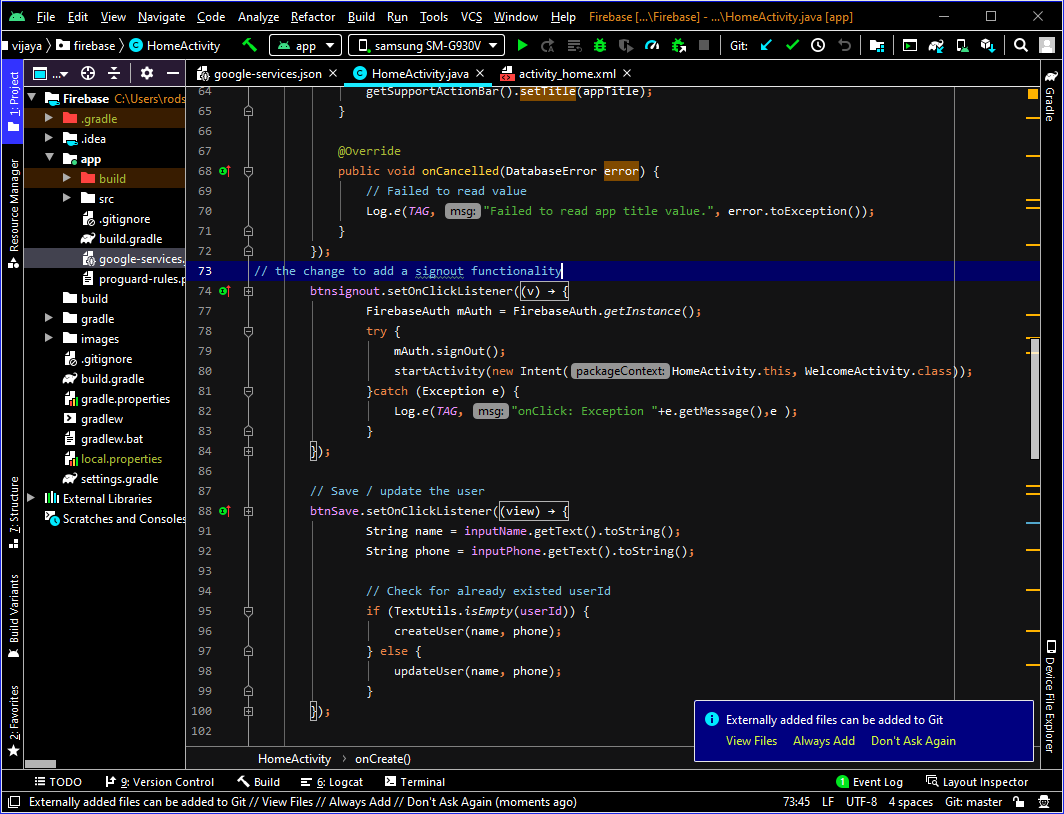 File Edit View Navigate Code Analyze Refactor Build Run Tools VCS Window Help Firebase [...\Firebase] - ...\HomeActivity.java [app]
vijaya firebase HomeActivity app samsung SM-G930V Git:
1: Project
Resource Manager
7: Structure
Build Variants
2: Favorites
...
Firebase C:\Users\rods
.gradle
.idea
app
build
src
.gitignore
build.gradle
google-services.
proguard-rules.p
build
gradle
images
.gitignore
build.gradle
gradle.properties
gradlew
gradlew.bat
local.properties
settings.gradle
External Libraries
Scratches and Consoles
google-services.json HomeActivity.java activity_home.xml
64 getSupportActionBar().setTitle(appTitle);
65 }
66
67 @Override
68 public void onCancelled(DatabaseError error) {
69 // Failed to read value
70 Log.e(TAG, msg: "Failed to read app title value.", error.toException());
71 }
72 });
73 // the change to add a signout functionality
74 btnsignout.setOnClickListener((v) → {
77 FirebaseAuth mAuth = FirebaseAuth.getInstance();
78 try {
79 mAuth.signOut();
80 startActivity(new Intent( packageContext: HomeActivity.this, WelcomeActivity.class));
81 }catch (Exception e) {
82 Log.e(TAG, msg: "onClick: Exception "+e.getMessage(),e );
83 }
84 });
86
87 // Save / update the user
88 btnSave.setOnClickListener((view) → {
91 String name = inputName.getText().toString();
92 String phone = inputPhone.getText().toString();
93
94 // Check for already existed userId
95 if (TextUtils.isEmpty(userId)) {
96 createUser(name, phone);
97 } else {
98 updateUser(name, phone);
99 }
100 });
102
Gradle
Device File Explorer
Externally added files can be added to Git
View Files Always Add Don't Ask Again
HomeActivity onCreate()
TODO 9: Version Control Build 6: Logcat Terminal 1 Event Log Layout Inspector
Externally added files can be added to Git // View Files // Always Add // Don't Ask Again (moments ago) 73:45 LF UTF-8 4 spaces Git: master